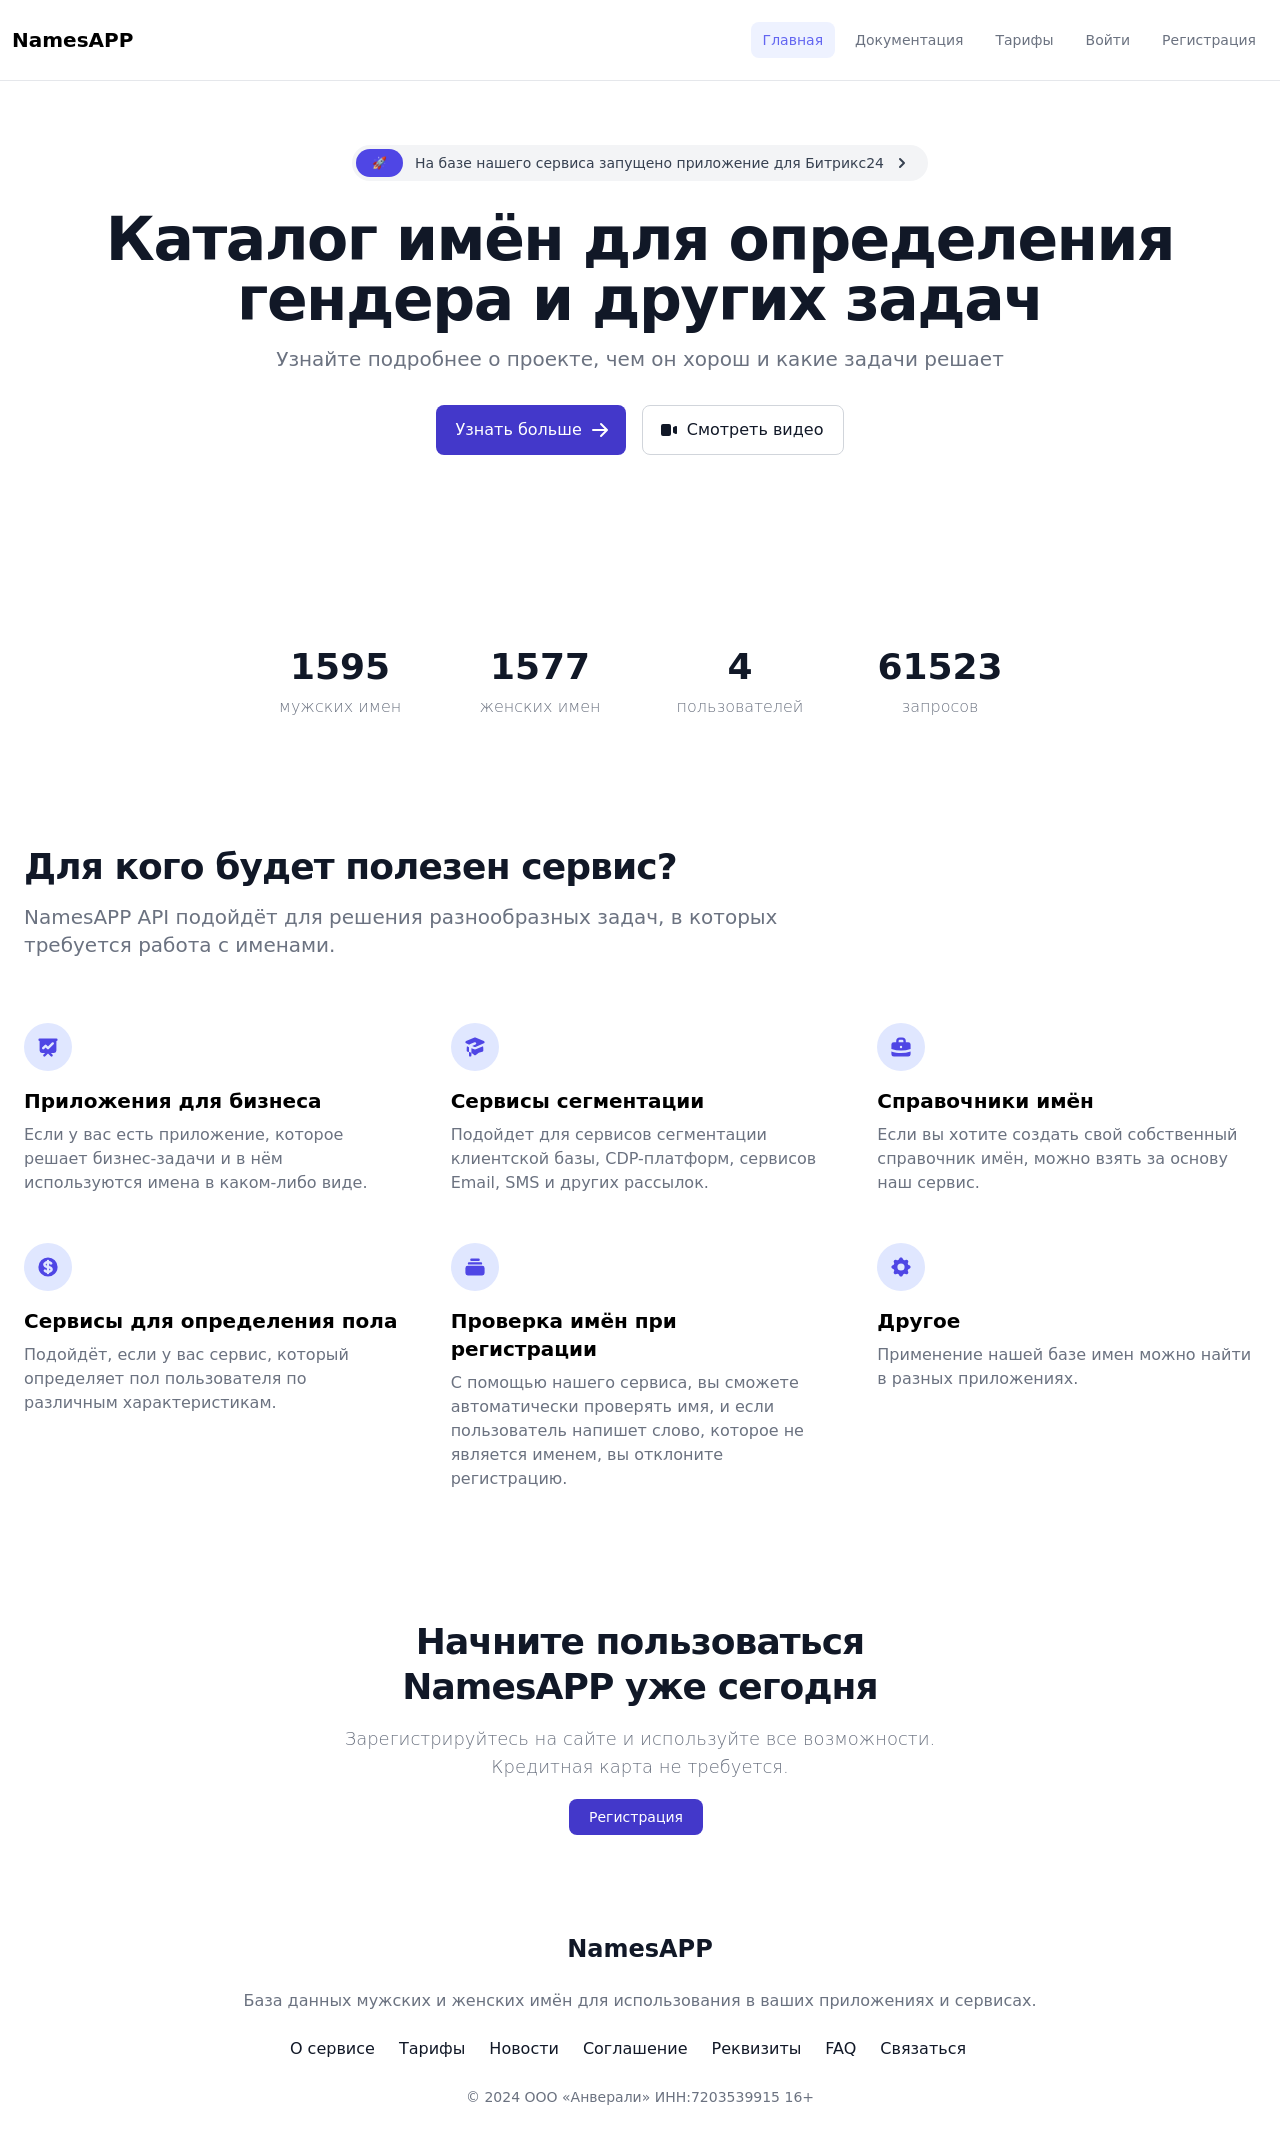 NamesAPP
Главная Документация Тарифы Войти Регистрация
🚀 На базе нашего сервиса запущено приложение для Битрикс24
Каталог имён для определения
гендера и других задач
Узнайте подробнее о проекте, чем он хорош и какие задачи решает
Узнать больше
Смотреть видео
1595
мужских имен
1577
женских имен
4
пользователей
61523
запросов
Для кого будет полезен сервис?
NamesAPP API подойдёт для решения разнообразных задач, в которых
требуется работа с именами.
Приложения для бизнеса
Если у вас есть приложение, которое
решает бизнес-задачи и в нём
используются имена в каком-либо виде.
Сервисы сегментации
Подойдет для сервисов сегментации
клиентской базы, CDP-платформ, сервисов
Email, SMS и других рассылок.
Справочники имён
Если вы хотите создать свой собственный
справочник имён, можно взять за основу
наш сервис.
Сервисы для определения пола
Подойдёт, если у вас сервис, который
определяет пол пользователя по
различным характеристикам.
Проверка имён при
регистрации
С помощью нашего сервиса, вы сможете
автоматически проверять имя, и если
пользователь напишет слово, которое не
является именем, вы отклоните
регистрацию.
Другое
Применение нашей базе имен можно найти
в разных приложениях.
Начните пользоваться
NamesAPP уже сегодня
Зарегистрируйтесь на сайте и используйте все возможности.
Кредитная карта не требуется.
Регистрация
NamesAPP
База данных мужских и женских имён для использования в ваших приложениях и сервисах.
О сервисе Тарифы Новости Соглашение Реквизиты FAQ Связаться
© 2024 ООО «Анверали» ИНН:7203539915 16+